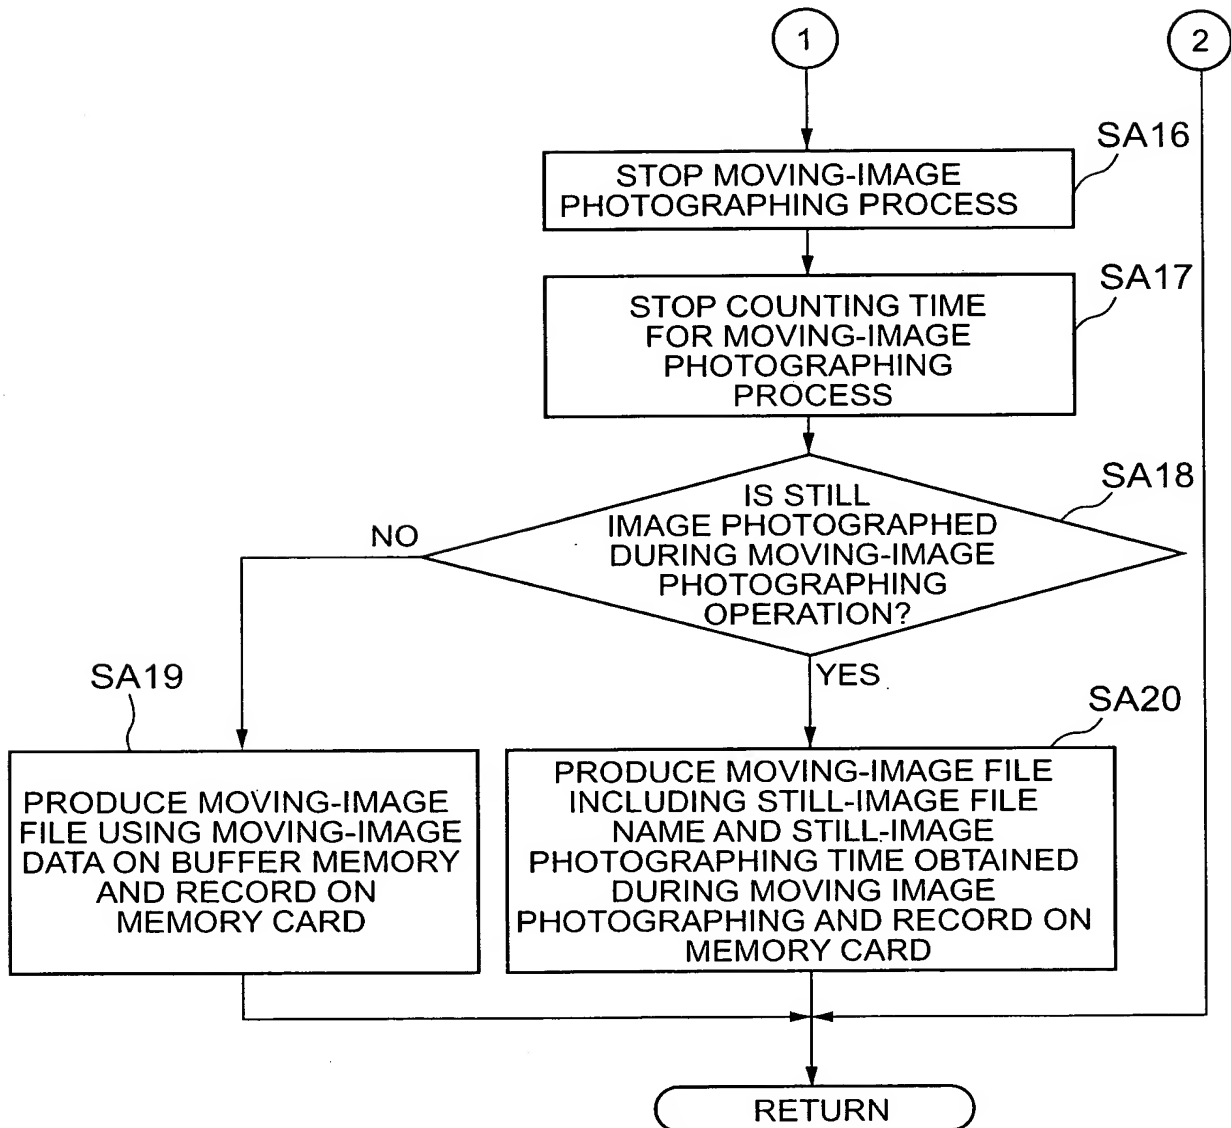 1
2
SA16
STOP MOVING-IMAGE
PHOTOGRAPHING PROCESS
SA17
STOP COUNTING TIME
FOR MOVING-IMAGE
PHOTOGRAPHING
PROCESS
SA18
IS STILL
IMAGE PHOTOGRAPHED
DURING MOVING-IMAGE
PHOTOGRAPHING
OPERATION?
NO
YES
SA19
PRODUCE MOVING-IMAGE
FILE USING MOVING-IMAGE
DATA ON BUFFER MEMORY
AND RECORD ON
MEMORY CARD
SA20
PRODUCE MOVING-IMAGE FILE
INCLUDING STILL-IMAGE FILE
NAME AND STILL-IMAGE
PHOTOGRAPHING TIME OBTAINED
DURING MOVING IMAGE
PHOTOGRAPHING AND RECORD ON
MEMORY CARD
RETURN